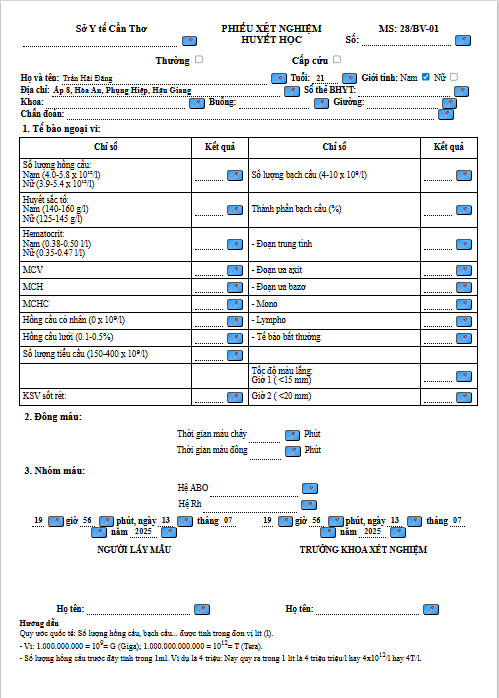 Sở Y tế Cần Thơ
PHIẾU XÉT NGHIỆM
HUYẾT HỌC
MS: 28/BV-01
Số:
Thường
Cấp cứu
Họ và tên: Trần Hải Đăng Tuổi: 21 Giới tính: Nam Nữ
Địa chỉ: Ấp 8, Hòa An, Phụng Hiệp, Hậu Giang Số thẻ BHYT:
Khoa: Buồng: Giường:
Chẩn đoán:
1. Tế bào ngoại vi:
Chỉ số Kết quả Chỉ số Kết quả
Số lượng hồng cầu:
Nam (4.0-5.8 x 10¹²/l)
Nữ (3.9-5.4 x 10¹²/l)
Số lượng bạch cầu (4-10 x 10⁹/l)
Huyết sắc tố:
Nam (140-160 g/l)
Nữ (125-145 g/l)
Thành phần bạch cầu (%)
Hematocrit:
Nam (0.38-0.50 l/l)
Nữ (0.35-0.47 l/l)
- Đoạn trung tính
MCV - Đoạn ưa axit
MCH - Đoạn ưa bazơ
MCHC - Mono
Hồng cầu có nhân (0 x 10⁹/l) - Lympho
Hồng cầu lưới (0.1-0.5%) - Tế bào bất thường
Số lượng tiểu cầu (150-400 x 10⁹/l)
Tốc độ máu lắng:
Giờ 1 ( <15 mm)
KSV sốt rét: Giờ 2 ( <20 mm)
2. Đông máu:
Thời gian máu chảy Phút
Thời gian máu đông Phút
3. Nhóm máu:
Hệ ABO
Hệ Rh
19 giờ 56 phút, ngày 13 tháng 07
năm 2025
19 giờ 56 phút, ngày 13 tháng 07
năm 2025
NGƯỜI LẤY MẪU
TRƯỞNG KHOA XÉT NGHIỆM
Họ tên:
Họ tên:
Hướng dẫn
Quy ước quốc tế: Số lượng hồng cầu, bạch cầu... được tính trong đơn vị lít (l).
- Vì: 1.000.000.000 = 10⁹= G (Giga); 1.000.000.000.000 = 10¹²= T (Tera).
- Số lượng hồng cầu trước đây tính trong 1ml. Ví dụ là 4 triệu: Nay quy ra trong 1 lít là 4 triệu triệu/l hay 4x10¹²/l hay 4T/l.